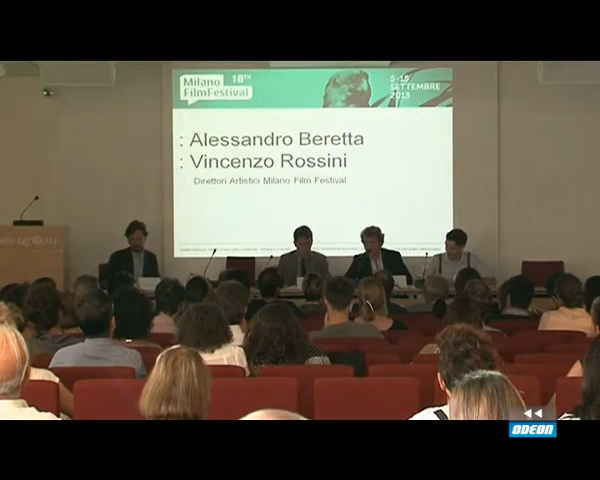 Milano
FilmFestival
18TH
5-15
SETTEMBRE
2013
: Alessandro Beretta
: Vincenzo Rossini
Direttori Artistici Milano Film Festival
ODEON